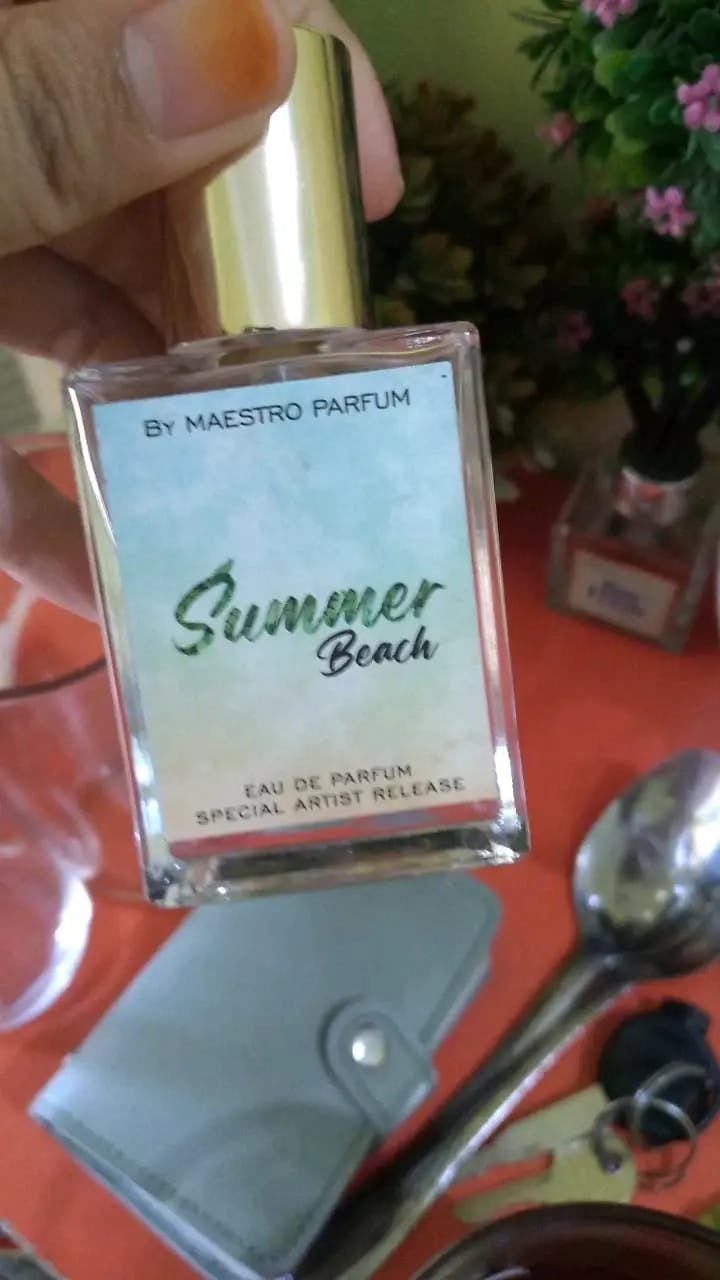 By MAESTRO PARFUM
Summer
Beach
EAU DE PARFUM
SPECIAL ARTIST RELEASE